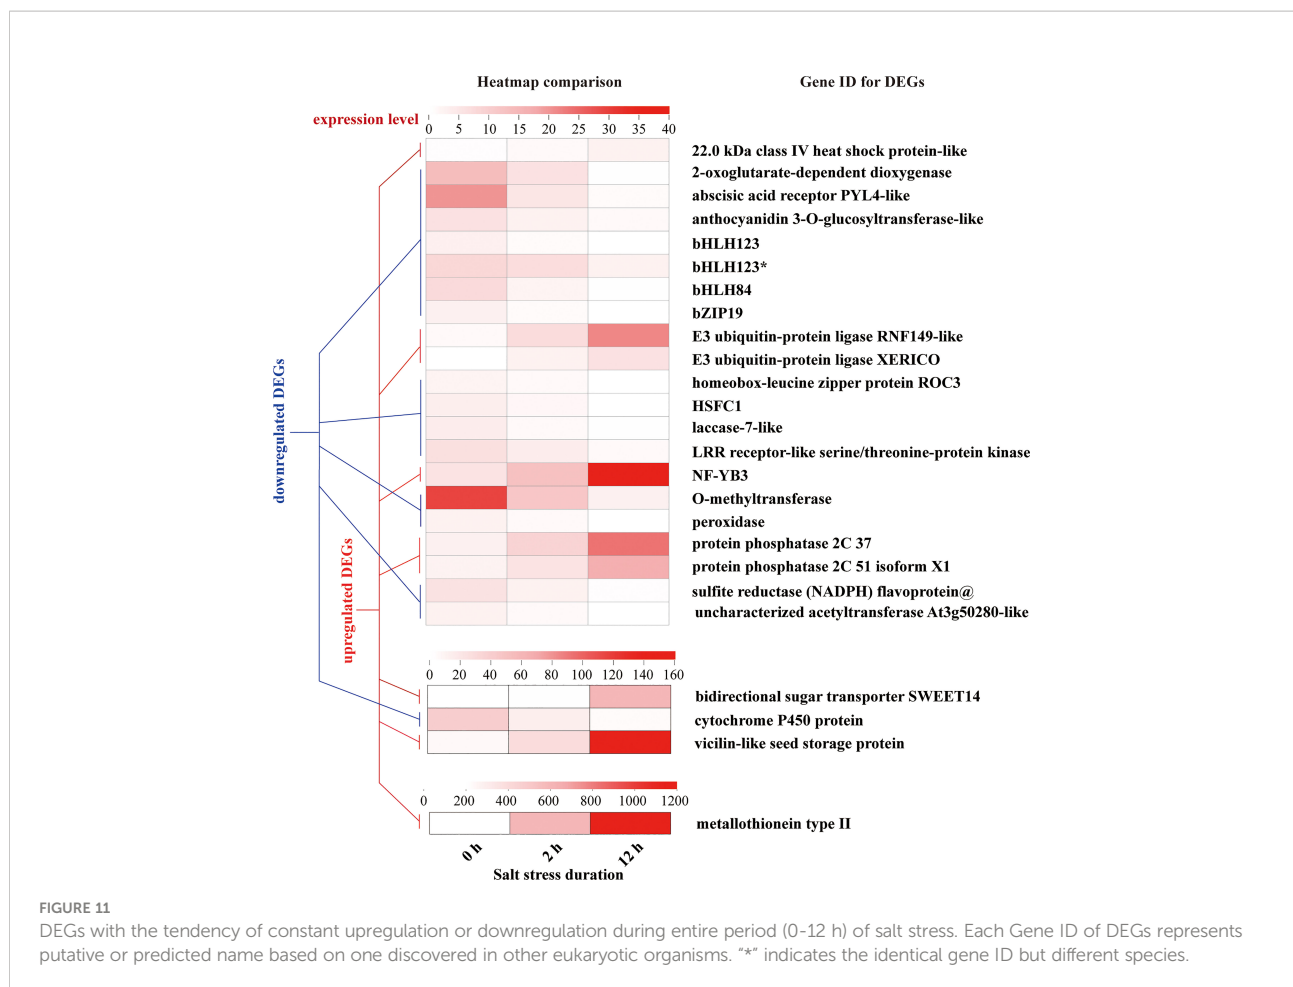 Heatmap comparison
Gene ID for DEGs
expression level
0 5 10 15 20 25 30 35 40
22.0 kDa class IV heat shock protein-like
2-oxoglutarate-dependent dioxygenase
abscisic acid receptor PYL4-like
anthocyanidin 3-O-glucosyltransferase-like
bHLH123
bHLH123*
bHLH84
bZIP19
E3 ubiquitin-protein ligase RNF149-like
E3 ubiquitin-protein ligase XERICO
homeobox-leucine zipper protein ROC3
HSFC1
laccase-7-like
LRR receptor-like serine/threonine-protein kinase
NF-YB3
O-methyltransferase
peroxidase
protein phosphatase 2C 37
protein phosphatase 2C 51 isoform X1
sulfite reductase (NADPH) flavoprotein@
uncharacterized acetyltransferase At3g50280-like
downregulated DEGs
upregulated DEGs
0 20 40 60 80 100 120 140 160
bidirectional sugar transporter SWEET14
cytochrome P450 protein
vicilin-like seed storage protein
0 200 400 600 800 1000 1200
metallothionein type II
0 h 2 h 12 h
Salt stress duration
FIGURE 11
DEGs with the tendency of constant upregulation or downregulation during entire period (0-12 h) of salt stress. Each Gene ID of DEGs represents
putative or predicted name based on one discovered in other eukaryotic organisms. “*” indicates the identical gene ID but different species.